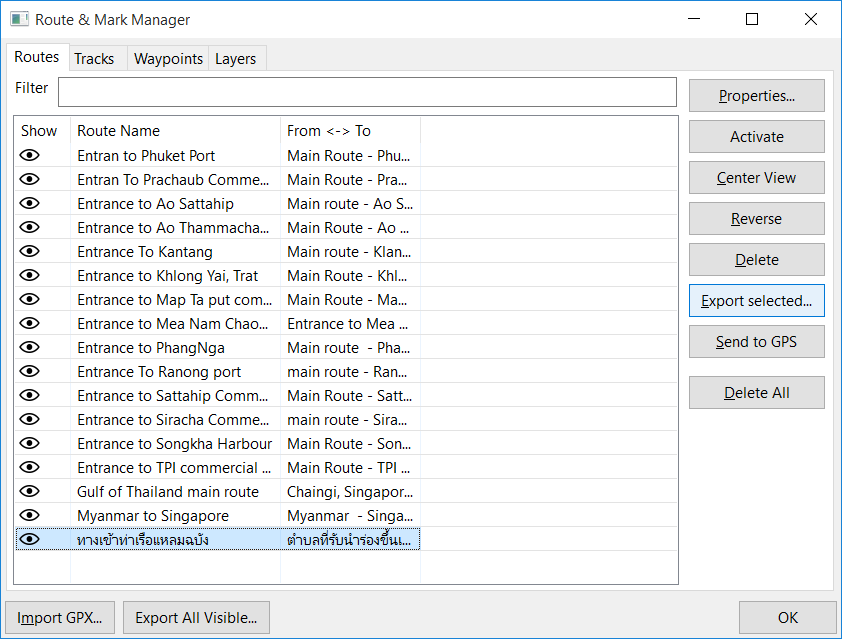 Route & Mark Manager
Routes Tracks Waypoints Layers
Filter
Properties...
Activate
Center View
Reverse
Delete
Export selected...
Send to GPS
Delete All
Show Route Name From <-> To
Entran to Phuket Port Main Route - Phu...
Entran To Prachaub Comme... Main Route - Pra...
Entrance to Ao Sattahip Main route - Ao S...
Entrance to Ao Thammacha... Main Route - Ao ...
Entrance To Kantang Main route - Klan...
Entrance to Khlong Yai, Trat Main Route - Khl...
Entrance to Map Ta put com... Main Route - Ma...
Entrance to Mea Nam Chao... Entrance to Mea ...
Entrance to PhangNga Main route  - Pha...
Entrance To Ranong port main route - Ran...
Entrance to Sattahip Comm... Main Route - Satt...
Entrance to Siracha Comme... main route - Sira...
Entrance to Songkha Harbour Main Route - Son...
Entrance to TPI commercial ... Main Route - TPI ...
Gulf of Thailand main route Chaingi, Singapor...
Myanmar to Singapore Myanmar  - Singa...
ทางเข้าท่าเรือแหลมฉบัง ตำบลที่รับนำร่องขึ้นเ...
Import GPX... Export All Visible... OK